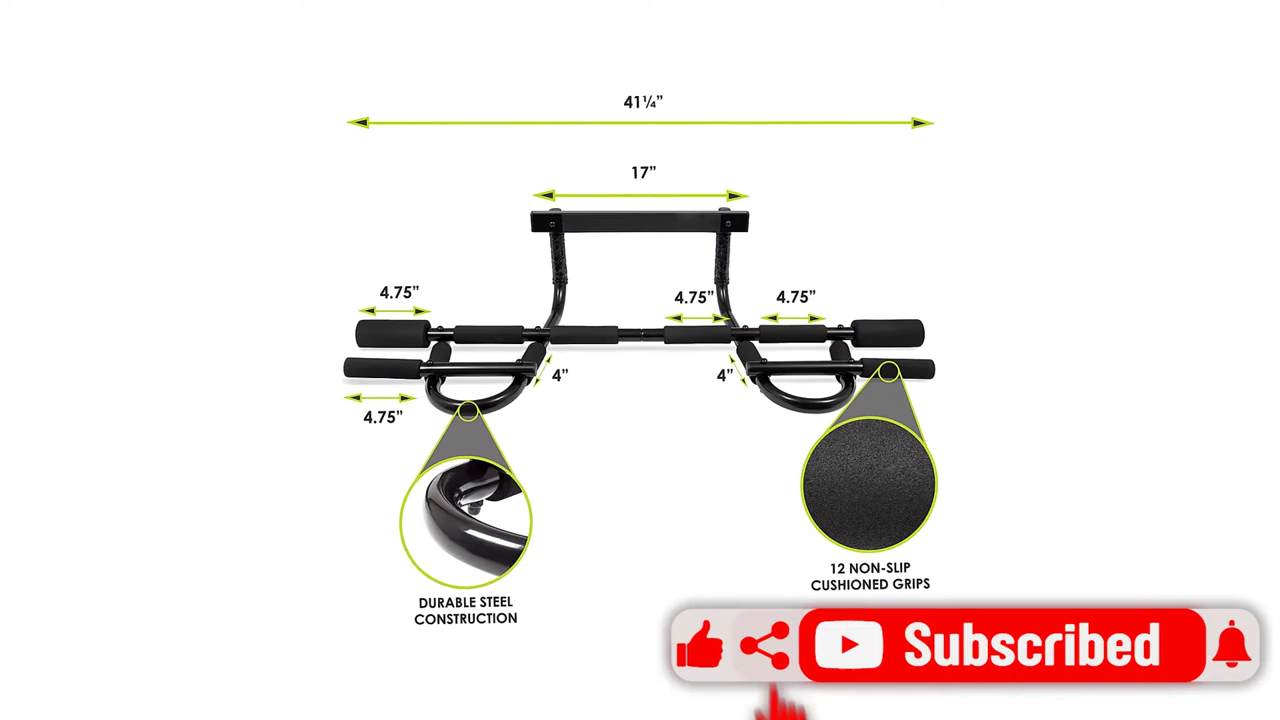 41¼”
17”
4.75”
4.75”
4.75”
4”
4”
4.75”
12 NON-SLIP
CUSHIONED GRIPS
DURABLE STEEL
CONSTRUCTION
Subscribed